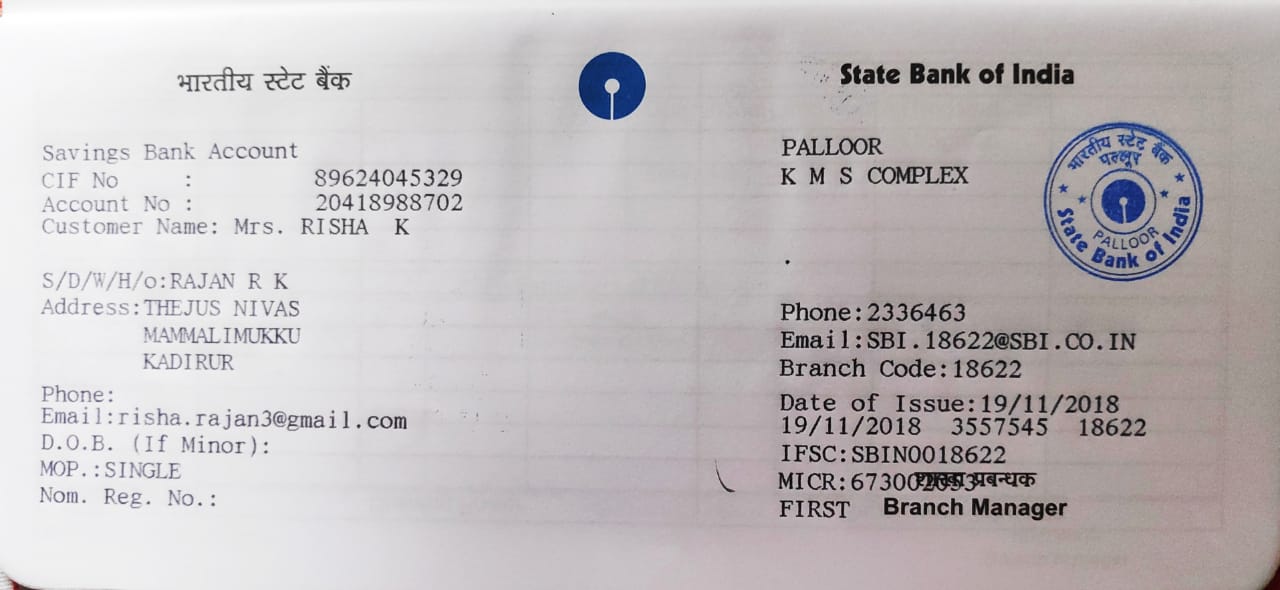 भारतीय स्टेट बैंक
Savings Bank Account
CIF No : 89624045329
Account No : 20418988702
Customer Name: Mrs. RISHA K
S/D/W/H/o:RAJAN R K
Address:THEJUS NIVAS
MAMMALIMUKKU
KADIRUR
Phone:
Email:risha.rajan3@gmail.com
D.O.B. (If Minor):
MOP.:SINGLE
Nom. Reg. No.:
State Bank of India
PALLOOR
K M S COMPLEX
भारतीय स्टेट बैंक
पल्लूर
PALLOOR
State Bank of India
Phone:2336463
Email:SBI.18622@SBI.CO.IN
Branch Code:18622
Date of Issue:19/11/2018
19/11/2018 3557545 18622
IFSC:SBIN0018622
MICR: शाखा प्रबन्धक
FIRST Branch Manager